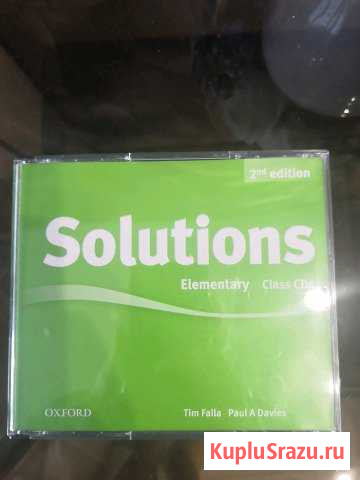 2nd edition
Solutions
Elementary Class CDs
OXFORD
Tim Falla Paul A Davies
KupluSrazu.ru